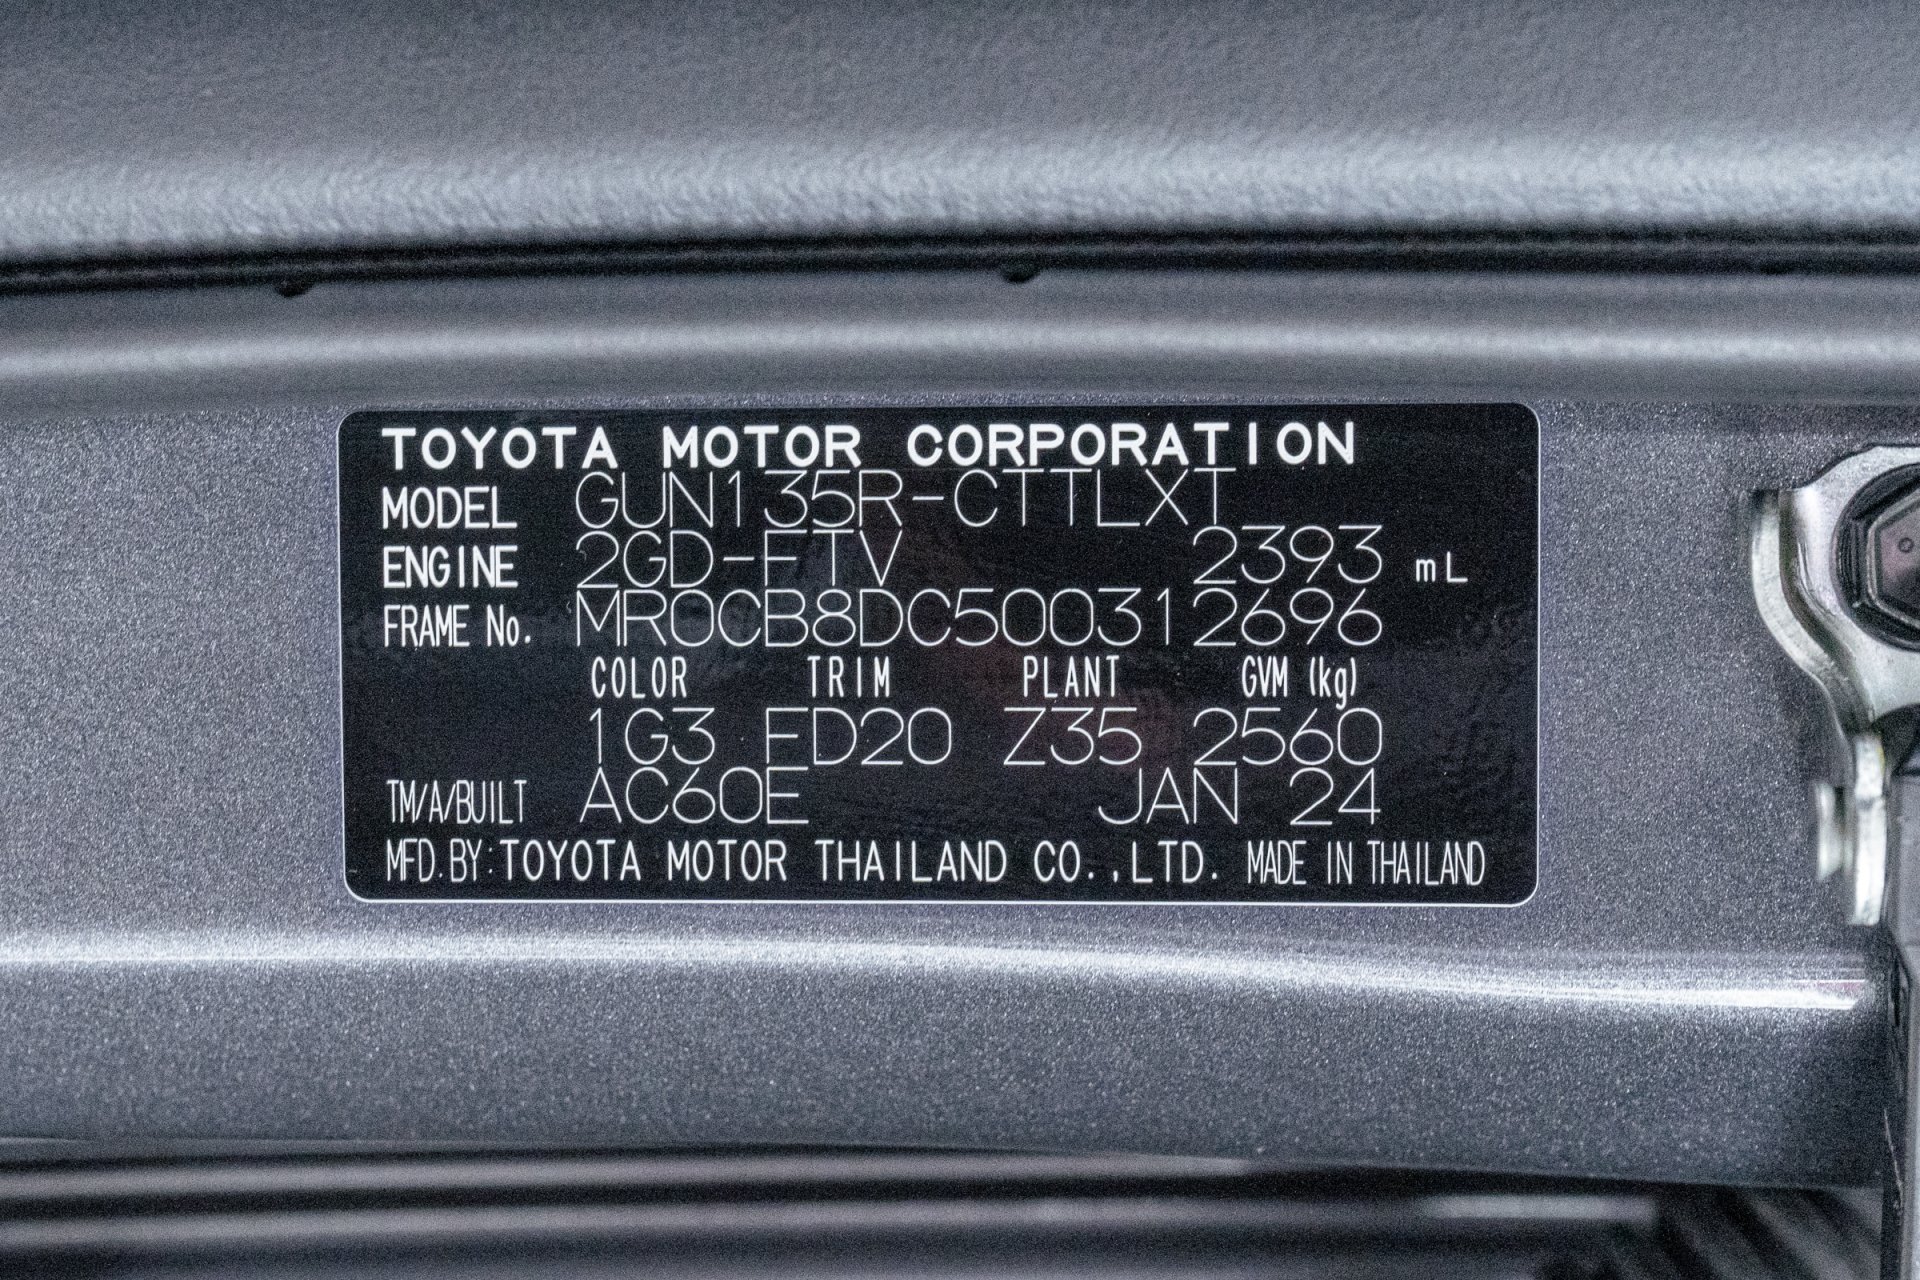 TOYOTA MOTOR CORPORATION
MODEL GUN135R-CTTLXT
ENGINE 2GD-FTV 2393 mL
FRAME No. MR0CB8DC500312696
COLOR TRIM PLANT GVM (kg)
1G3 FD20 Z35 2560
TM/A/BUILT AC60E JAN 24
MFD.BY:TOYOTA MOTOR THAILAND CO.,LTD. MADE IN THAILAND